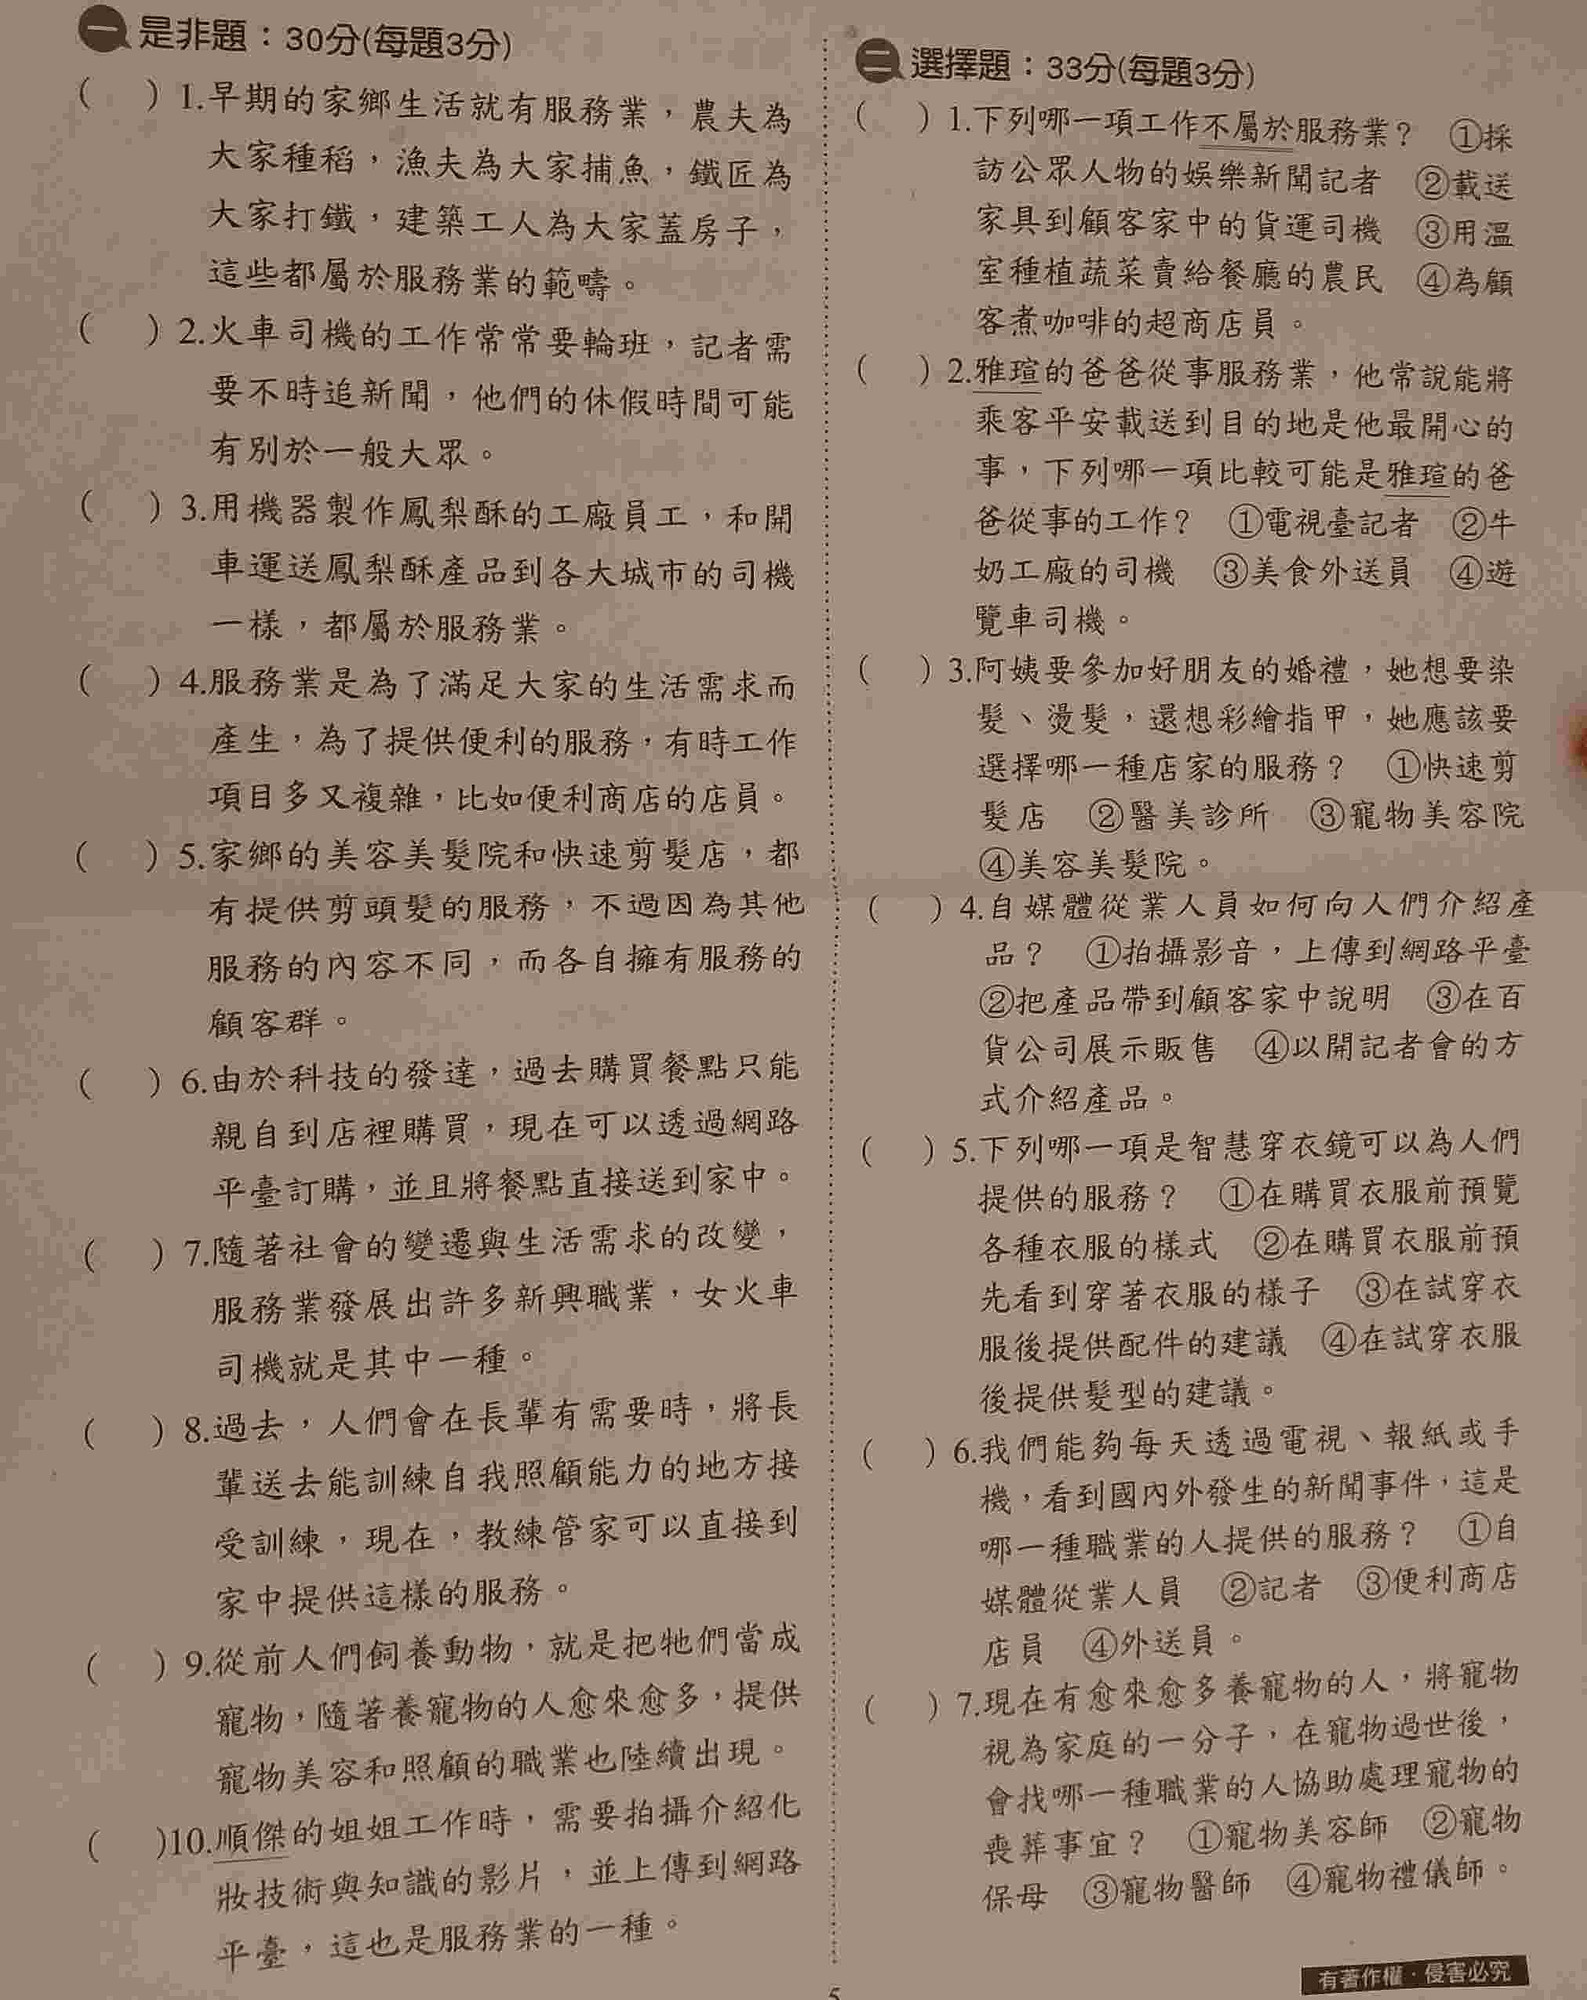 一 是非題：30分(每題3分)
(　)1.早期的家鄉生活就有服務業，農夫為
大家種稻，漁夫為大家捕魚，鐵匠為
大家打鐵，建築工人為大家蓋房子，
這些都屬於服務業的範疇。
(　)2.火車司機的工作常常要輪班，記者需
要不時追新聞，他們的休假時間可能
有別於一般大眾。
(　)3.用機器製作鳳梨酥的工廠員工，和開
車運送鳳梨酥產品到各大城市的司機
一樣，都屬於服務業。
(　)4.服務業是為了滿足大家的生活需求而
產生，為了提供便利的服務，有時工作
項目多又複雜，比如便利商店的店員。
(　)5.家鄉的美容美髮院和快速剪髮店，都
有提供剪頭髮的服務，不過因為其他
服務的內容不同，而各自擁有服務的
顧客群。
(　)6.由於科技的發達，過去購買餐點只能
親自到店裡購買，現在可以透過網路
平臺訂購，並且將餐點直接送到家中。
(　)7.隨著社會的變遷與生活需求的改變，
服務業發展出許多新興職業，女火車
司機就是其中一種。
(　)8.過去，人們會在長輩有需要時，將長
輩送去能訓練自我照顧能力的地方接
受訓練，現在，教練管家可以直接到
家中提供這樣的服務。
(　)9.從前人們飼養動物，就是把牠們當成
寵物，隨著養寵物的人愈來愈多，提供
寵物美容和照顧的職業也陸續出現。
(　)10.順傑的姐姐工作時，需要拍攝介紹化
妝技術與知識的影片，並上傳到網路
平臺，這也是服務業的一種。
二 選擇題：33分(每題3分)
(　)1.下列哪一項工作不屬於服務業？　①採
訪公眾人物的娛樂新聞記者　②載送
家具到顧客家中的貨運司機　③用溫
室種植蔬菜賣給餐廳的農民　④為顧
客煮咖啡的超商店員。
(　)2.雅瑄的爸爸從事服務業，他常說能將
乘客平安載送到目的地是他最開心的
事，下列哪一項比較可能是雅瑄的爸
爸從事的工作？　①電視臺記者　②牛
奶工廠的司機　③美食外送員　④遊
覽車司機。
(　)3.阿姨要參加好朋友的婚禮，她想要染
髮、燙髮，還想彩繪指甲，她應該要
選擇哪一種店家的服務？　①快速剪
髮店　②醫美診所　③寵物美容院
④美容美髮院。
(　)4.自媒體從業人員如何向人們介紹產
品？　①拍攝影音，上傳到網路平臺
②把產品帶到顧客家中說明　③在百
貨公司展示販售　④以開記者會的方
式介紹產品。
(　)5.下列哪一項是智慧穿衣鏡可以為人們
提供的服務？　①在購買衣服前預覽
各種衣服的樣式　②在購買衣服前預
先看到穿著衣服的樣子　③在試穿衣
服後提供配件的建議　④在試穿衣服
後提供髮型的建議。
(　)6.我們能夠每天透過電視、報紙或手
機，看到國內外發生的新聞事件，這是
哪一種職業的人提供的服務？　①自
媒體從業人員　②記者　③便利商店
店員　④外送員。
(　)7.現在有愈來愈多養寵物的人，將寵物
視為家庭的一分子，在寵物過世後，
會找哪一種職業的人協助處理寵物的
喪葬事宜？　①寵物美容師　②寵物
保母　③寵物醫師　④寵物禮儀師。
有著作權·侵害必究
5